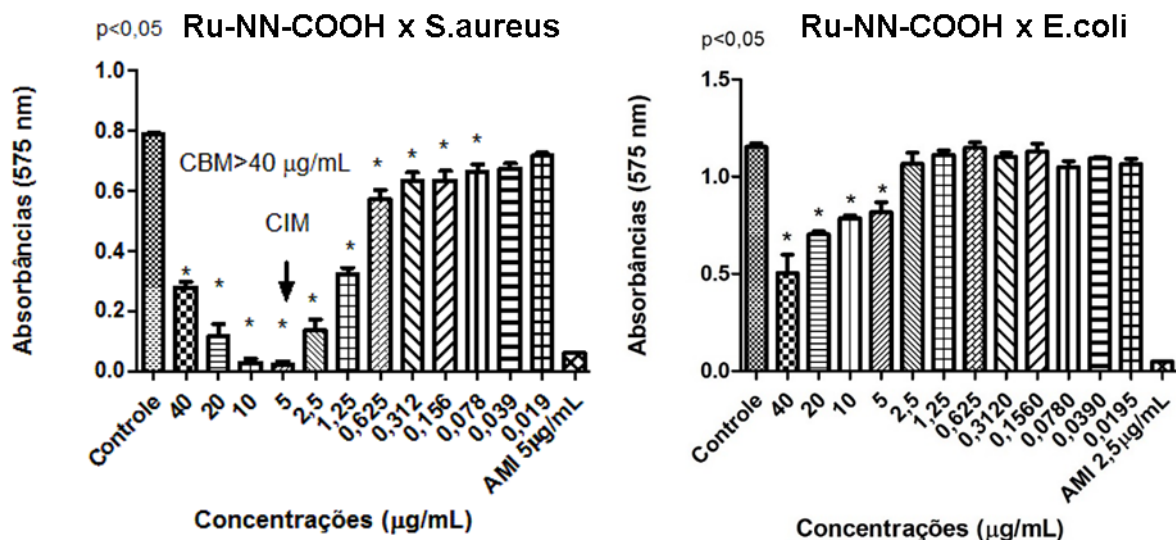 p<0,05
Ru-NN-COOH x S.aureus
Absorbâncias (575 nm)
1.0
0.8
0.6
0.4
0.2
0.0
CBM>40 μg/mL
CIM
* * * * * * * * * *
Controle
40
20
10
5
2,5
1,25
0,625
0,312
0,156
0,078
0,039
0,019
AMI 5μg/mL
Concentrações (μg/mL)
Ru-NN-COOH x E.coli
p<0,05
Absorbâncias (575 nm)
1.5
1.0
0.5
0.0
* * * *
Controle
40
20
10
5
2,5
1,25
0,625
0,3120
0,1560
0,0780
0,0390
0,0195
AMI 2,5μg/mL
Concentrações (μg/mL)